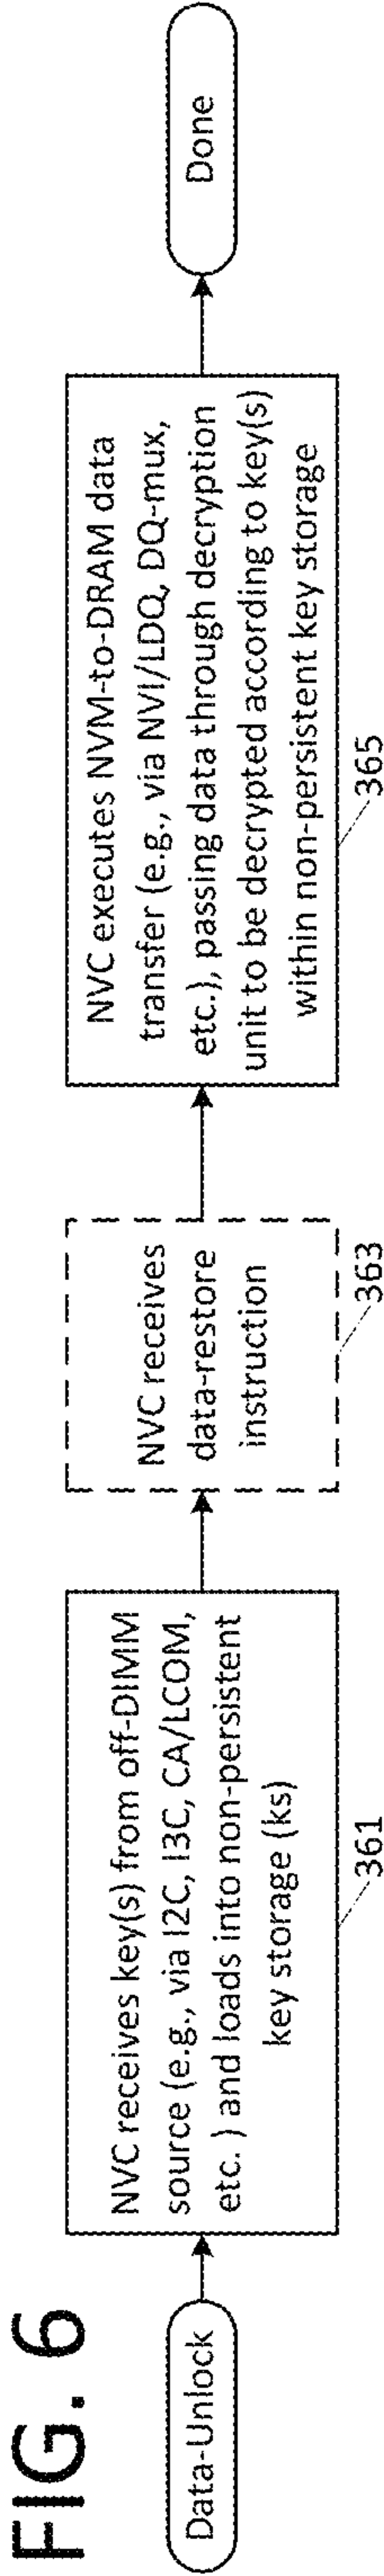 FIG. 6
Data-Unlock
NVC receives key(s) from off-DIMM
source (e.g., via I2C, I3C, CA/LCOM,
etc. ) and loads into non-persistent
key storage (ks)
361
NVC receives
data-restore
instruction
363
NVC executes NVM-to-DRAM data
transfer (e.g., via NVI/LDQ, DQ-mux,
etc.), passing data through decryption
unit to be decrypted according to key(s)
within non-persistent key storage
365
Done